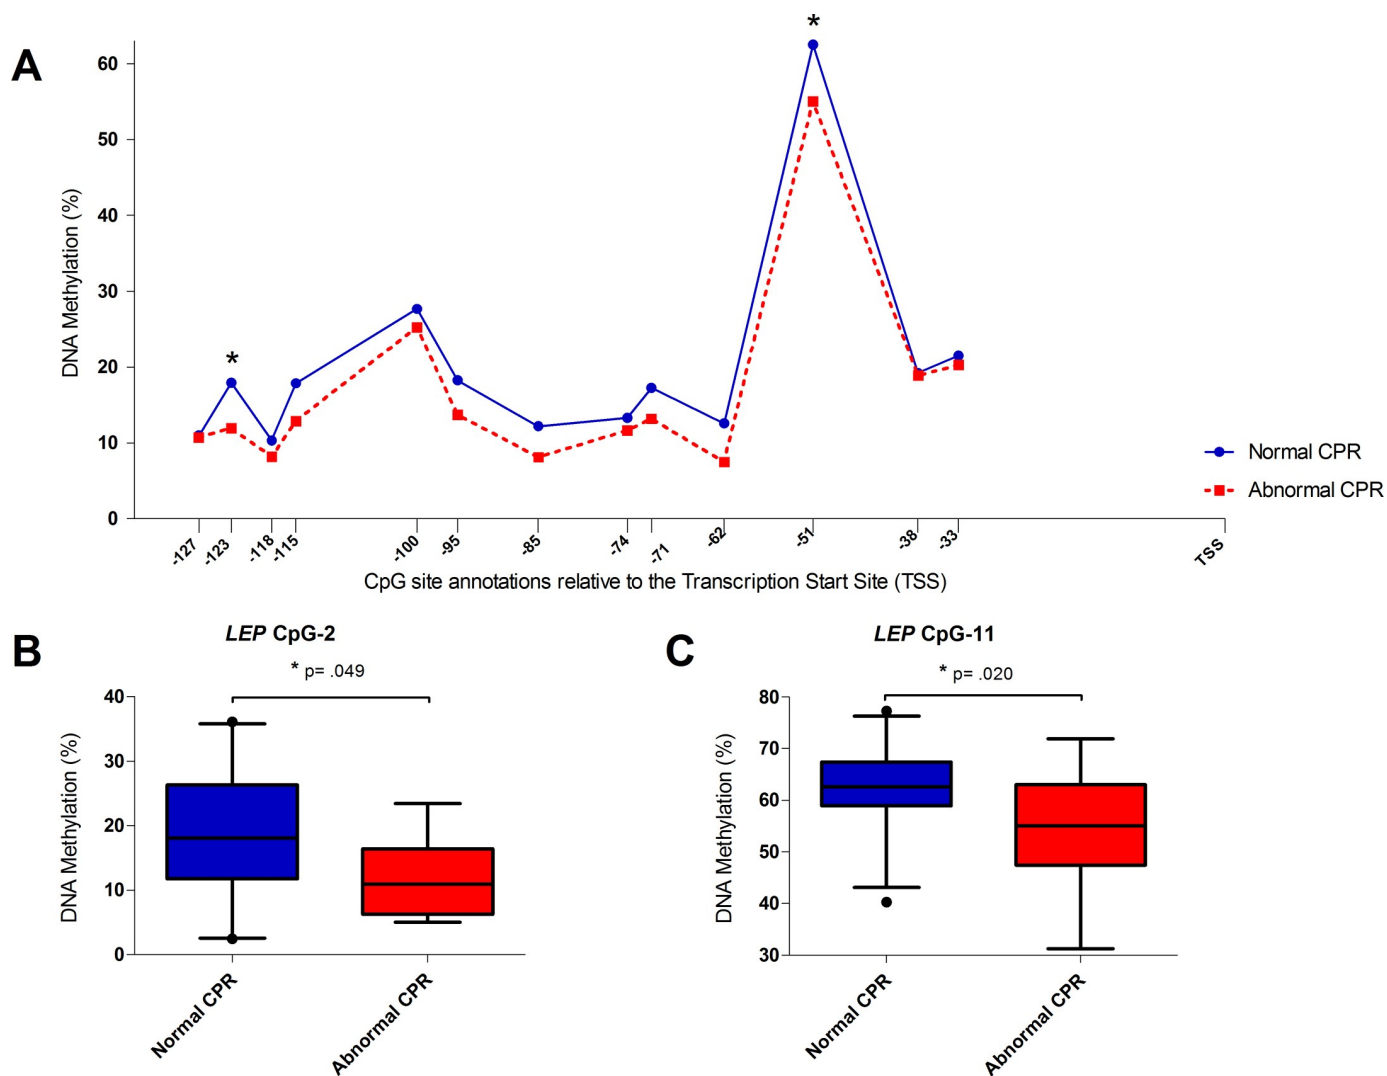 A
*
*
DNA Methylation (%)
60
50
40
30
20
10
0
-127
-123
-118
-115
-100
-95
-85
-74
-71
-62
-51
-38
-33
TSS
CpG site annotations relative to the Transcription Start Site (TSS)
Normal CPR
Abnormal CPR
B
LEP CpG-2
* p= .049
DNA Methylation (%)
40
30
20
10
0
Normal CPR
Abnormal CPR
C
LEP CpG-11
* p= .020
DNA Methylation (%)
80
70
60
50
40
30
Normal CPR
Abnormal CPR